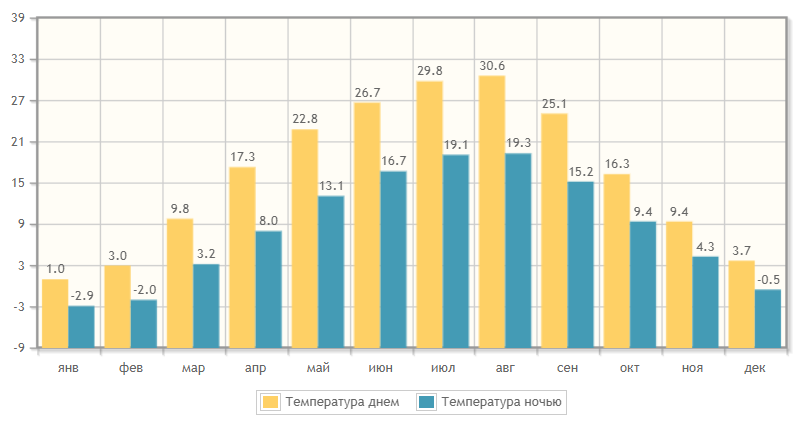 39
33
27
21
15
9
3
-3
-9
1.0 3.0 9.8 17.3 22.8 26.7 29.8 30.6 25.1 16.3 9.4 3.7
-2.9 -2.0 3.2 8.0 13.1 16.7 19.1 19.3 15.2 9.4 4.3 -0.5
янв фев мар апр май июн июл авг сен окт ноя дек
Температура днем Температура ночью